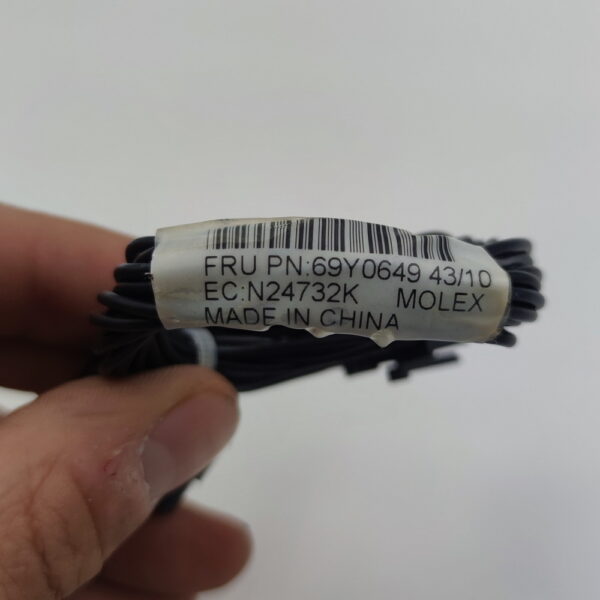 FRU PN:69Y0649 43/10
EC:N24732K MOLEX
MADE IN CHINA